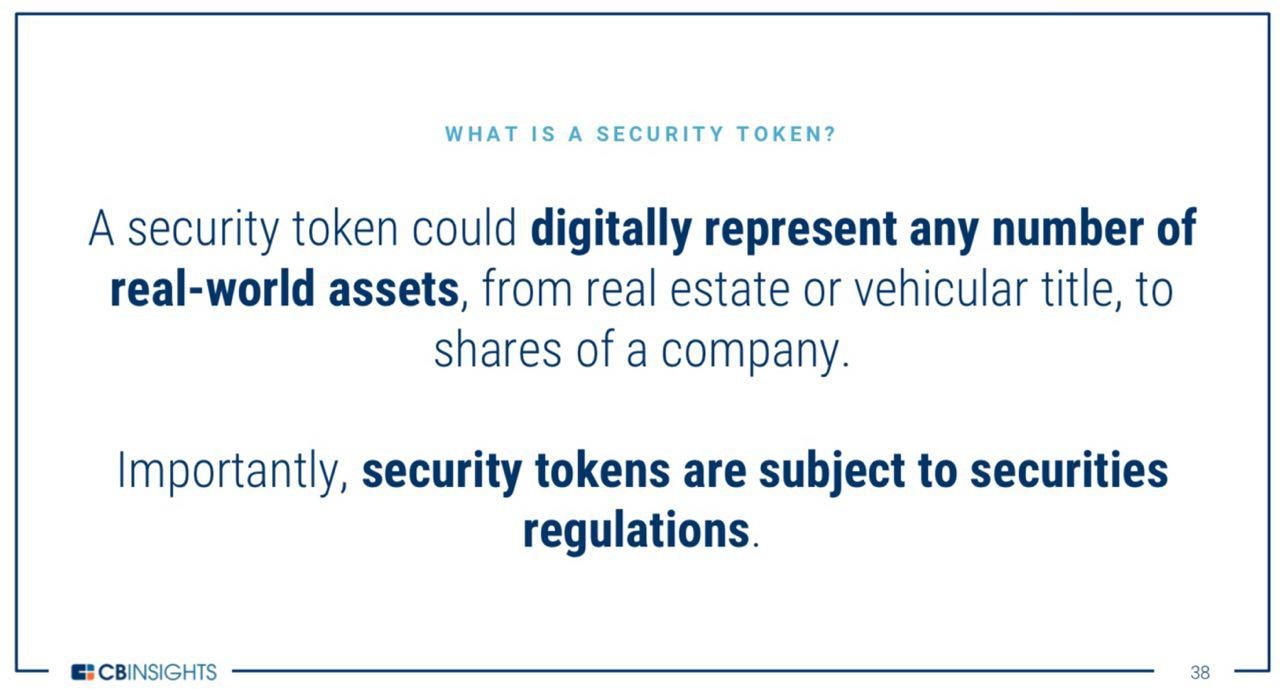 WHAT IS A SECURITY TOKEN?
A security token could digitally represent any number of
real-world assets, from real estate or vehicular title, to
shares of a company.
Importantly, security tokens are subject to securities
regulations.
CBINSIGHTS
38